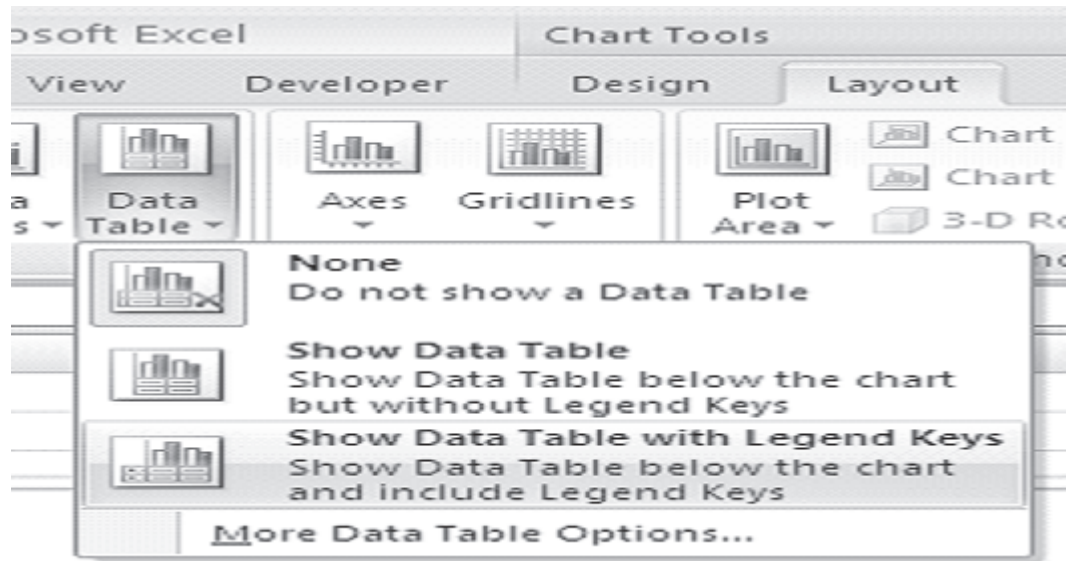 osoft Excel Chart Tools
View Developer Design Layout
Data Table Axes Gridlines Plot Area Chart
Chart
3-D Ro
None
Do not show a Data Table
Show Data Table
Show Data Table below the chart
but without Legend Keys
Show Data Table with Legend Keys
Show Data Table below the chart
and include Legend Keys
More Data Table Options...